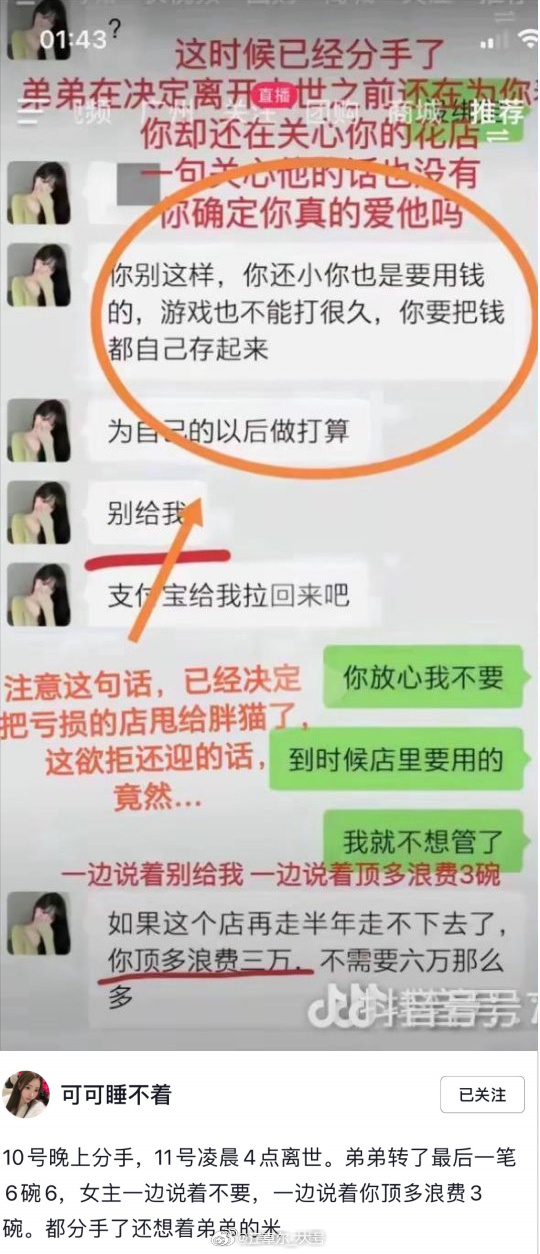 01:43
?
这时候已经分手了
弟弟在决定离开 世之前还在为你
直播
广州 关注 团购 商城 推荐
你却还在关心你的花店
一句关心他的话也没有
你确定你真的爱他吗
你别这样，你还小你也是要用钱
的，游戏也不能打很久，你要把钱
都自己存起来
为自己的以后做打算
别给我
支付宝给我拉回来吧
注意这句话，已经决定
把亏损的店甩给胖猫了，
这欲拒还迎的话，
竟然...
你放心我不要
到时候店里要用的
我就不想管了
一边说着别给我 一边说着顶多浪费3碗
如果这个店再走半年走不下去了，
你顶多浪费三万，不需要六万那么
多
抖音号
可可睡不着
已关注
10号晚上分手，11号凌晨4点离世。弟弟转了最后一笔
6碗6，女主一边说着不要，一边说着你顶多浪费3
碗。都分手了还想着弟弟的米